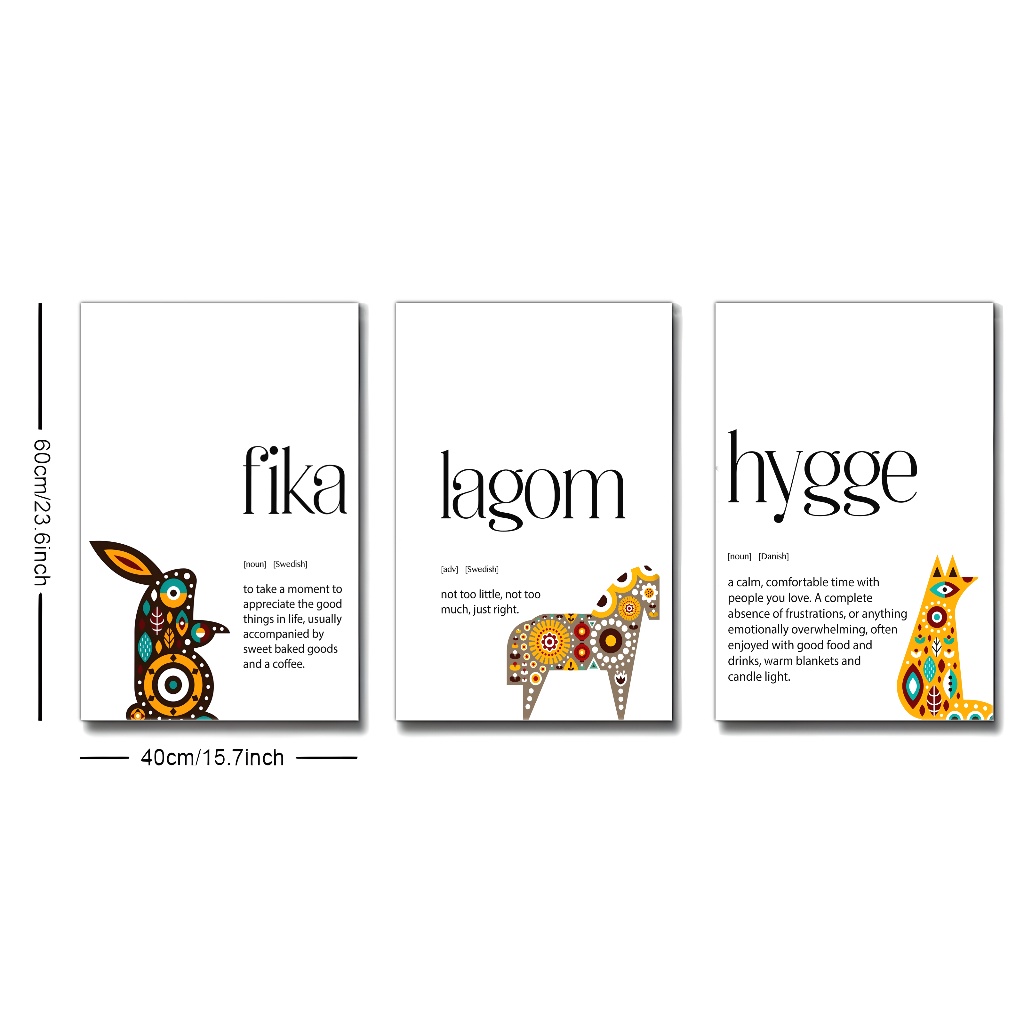 60cm/23.6inch
fika
[noun] [Swedish]
to take a moment to
appreciate the good
things in life, usually
accompanied by
sweet baked goods
and a coffee.
lagom
[adv] [Swedish]
not too little, not too
much, just right.
hygge
[noun] [Danish]
a calm, comfortable time with
people you love. A complete
absence of frustrations, or anything
emotionally overwhelming, often
enjoyed with good food and
drinks, warm blankets and
candle light.
40cm/15.7inch